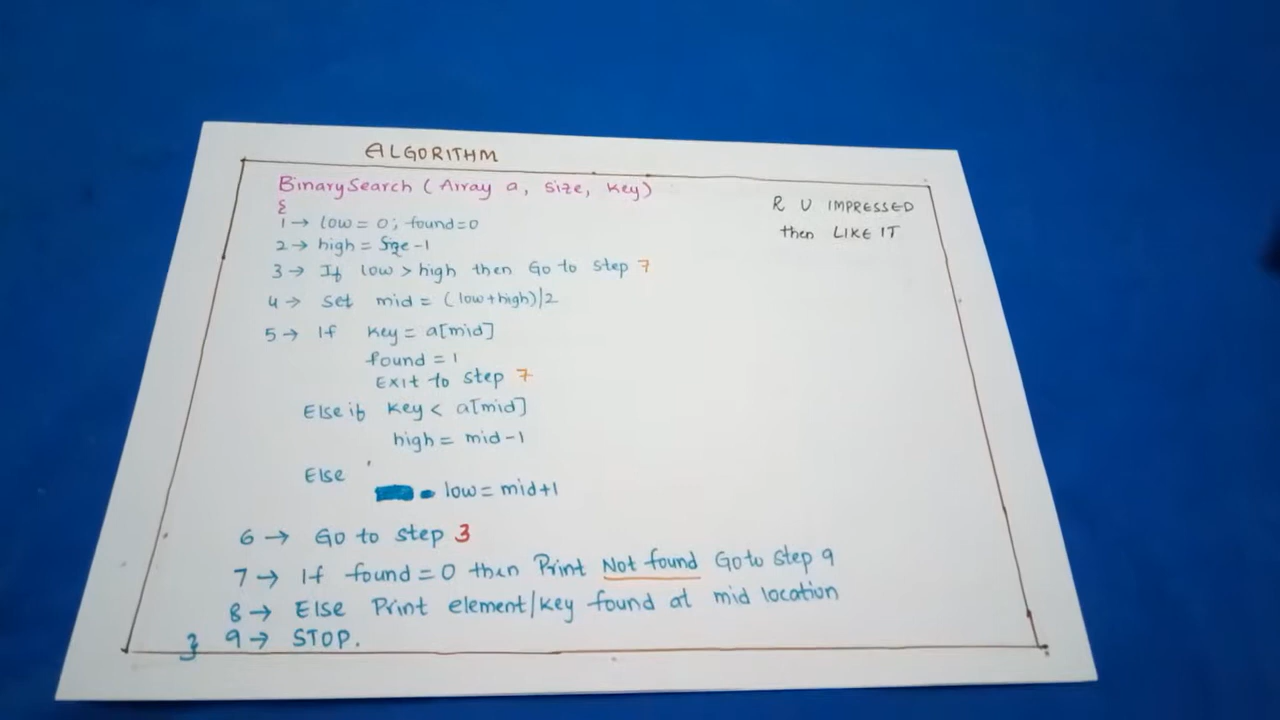 ALGORITHM
BinarySearch (Array a, size, key)
R U IMPRESSED
then LIKE IT
{
1→ low = 0; found=0
2→ high = Size-1
3→ If low > high then Go to step 7
4→ Set mid = (low+high)/2
5→ If key = a[mid]
found = 1
Exit to step 7
Else if key < a[mid]
high = mid-1
Else
low = mid+1
6→ Go to step 3
7→ If found = 0 then Print Not found Goto step 9
8→ Else Print element/key found at mid location
} 9→ STOP.